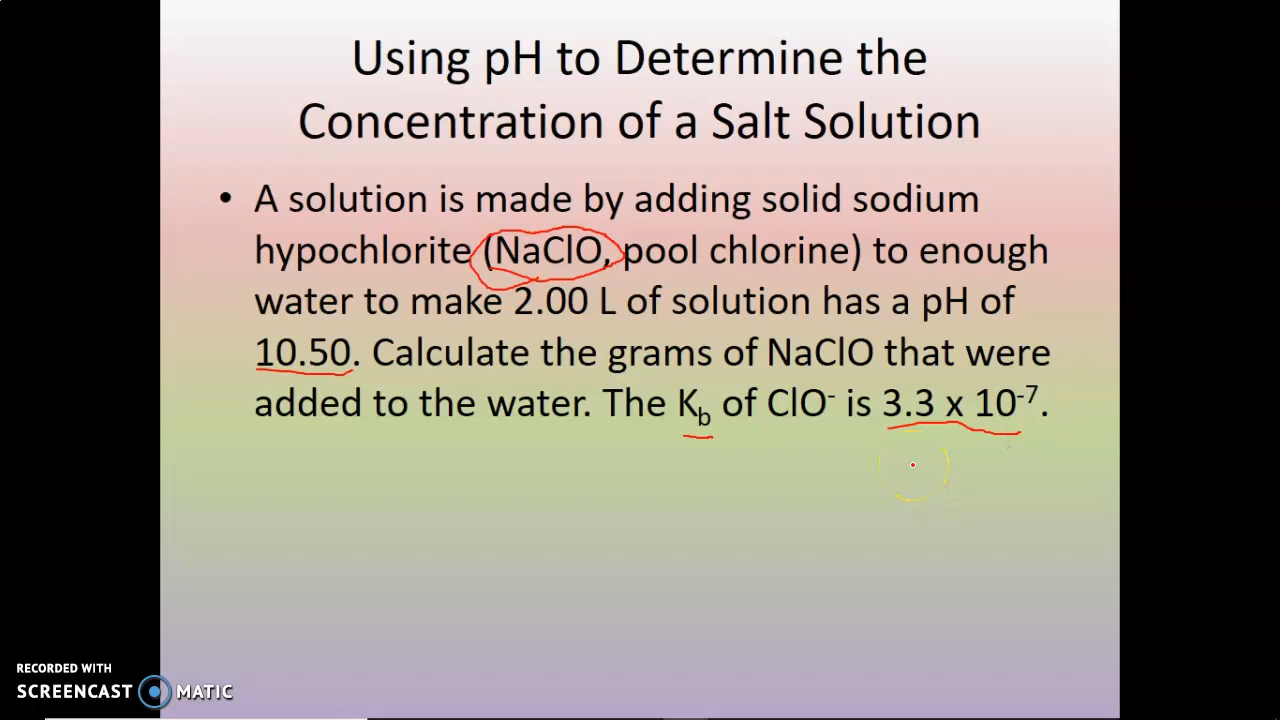 Using pH to Determine the
Concentration of a Salt Solution
• A solution is made by adding solid sodium
hypochlorite (NaClO, pool chlorine) to enough
water to make 2.00 L of solution has a pH of
10.50. Calculate the grams of NaClO that were
added to the water. The Kb of ClO⁻ is 3.3 x 10⁻⁷.
RECORDED WITH
SCREENCAST MATIC